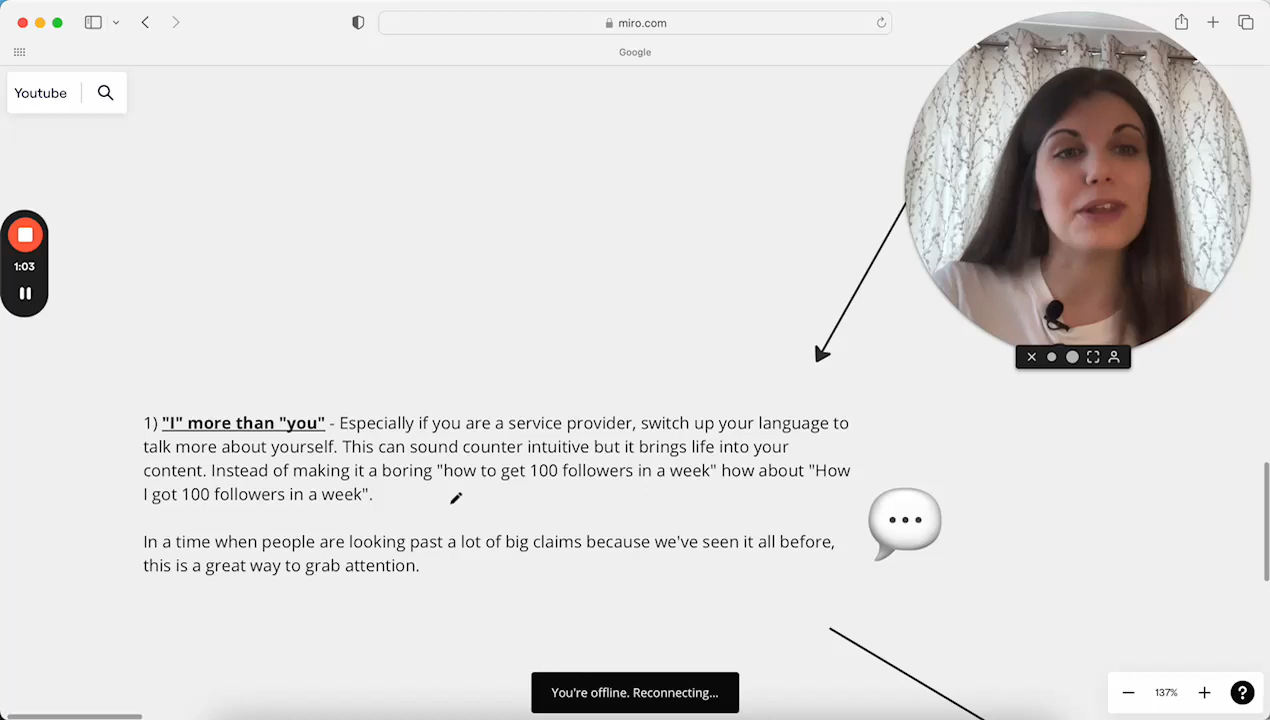 miro.com
Google
Youtube
1:03
1) "I" more than "you" - Especially if you are a service provider, switch up your language to
talk more about yourself. This can sound counter intuitive but it brings life into your
content. Instead of making it a boring "how to get 100 followers in a week" how about "How
I got 100 followers in a week".
In a time when people are looking past a lot of big claims because we've seen it all before,
this is a great way to grab attention.
You're offline. Reconnecting...
137%
?